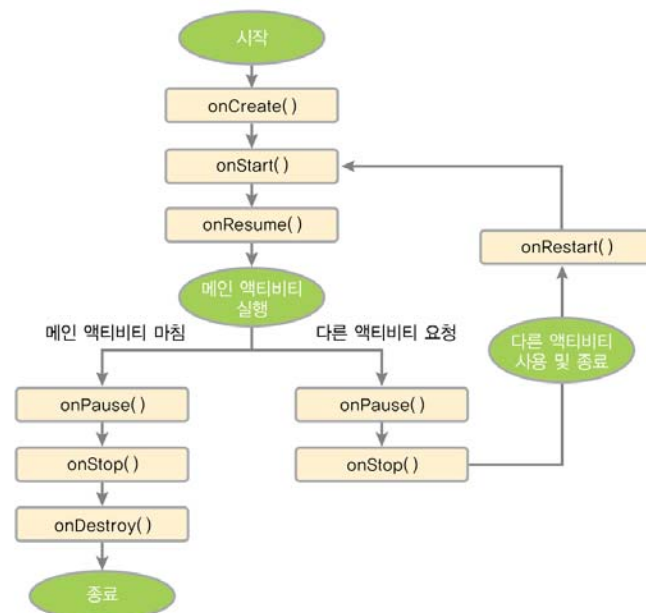 시작
onCreate( )
onStart( )
onResume( )
onRestart( )
메인 액티비티
실행
메인 액티비티 마침
다른 액티비티 요청
다른 액티비티
사용 및 종료
onPause( )
onPause( )
onStop( )
onStop( )
onDestroy( )
종료